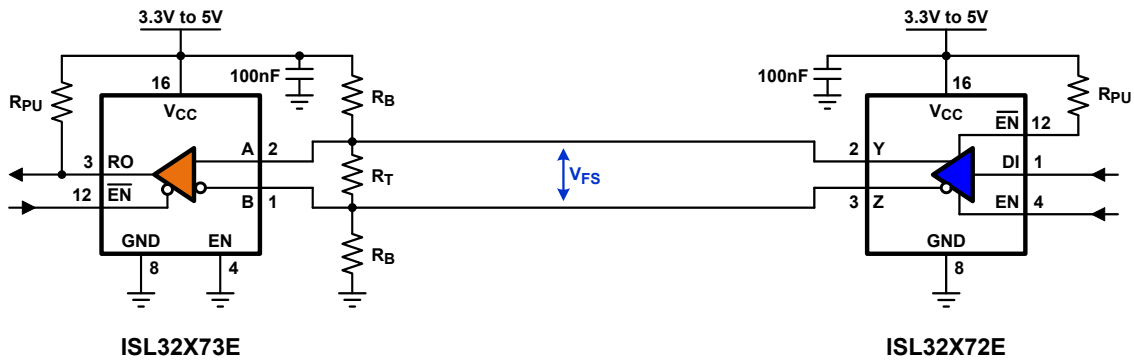 3.3V to 5V
3.3V to 5V
16
100nF
RB
RPU
VCC
100nF
16
VCC
RPU
EN
12
3
RO
A
2
RT
VFS
2
Y
DI
1
12
EN
B
1
3
Z
EN
4
GND
EN
RB
GND
8
4
8
ISL32X73E
ISL32X72E